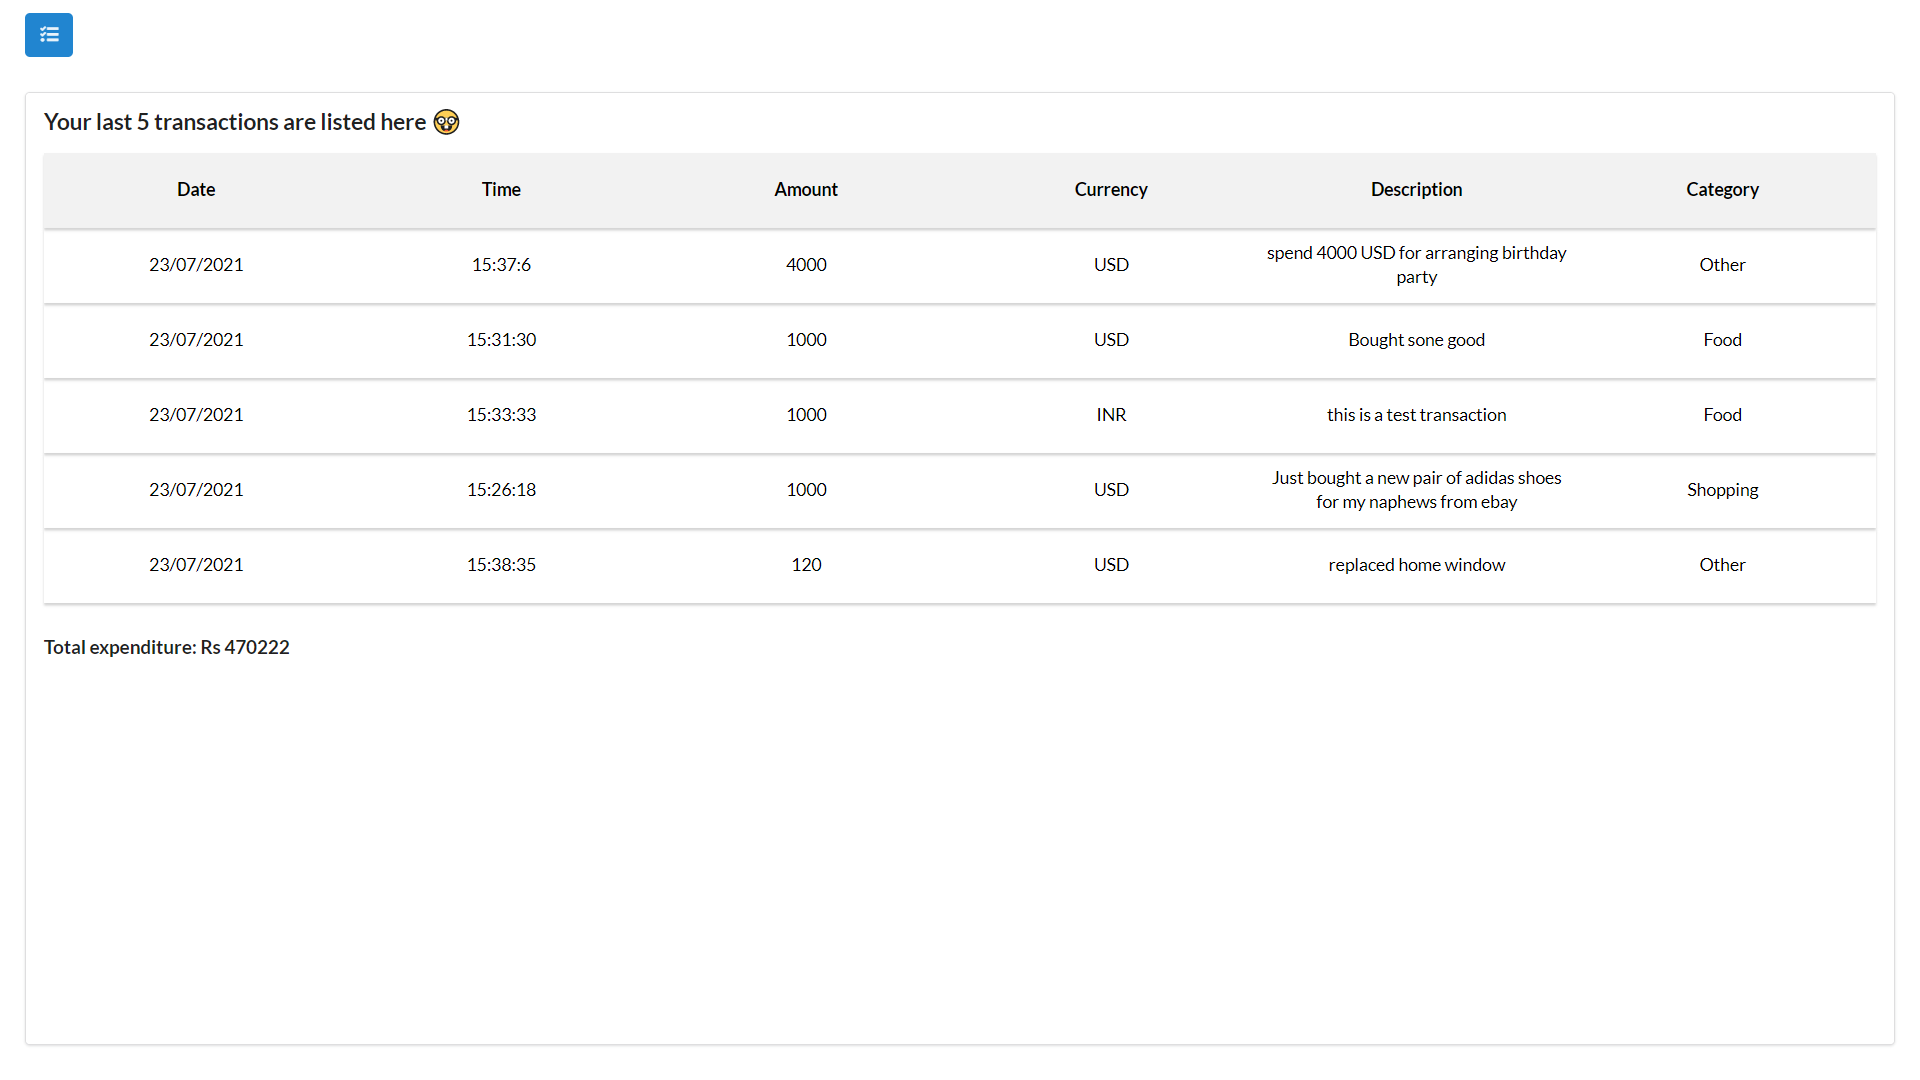 Your last 5 transactions are listed here
Date Time Amount Currency Description Category
23/07/2021 15:37:6 4000 USD spend 4000 USD for arranging birthday party Other
23/07/2021 15:31:30 1000 USD Bought sone good Food
23/07/2021 15:33:33 1000 INR this is a test transaction Food
23/07/2021 15:26:18 1000 USD Just bought a new pair of adidas shoes for my naphews from ebay Shopping
23/07/2021 15:38:35 120 USD replaced home window Other
Total expenditure: Rs 470222